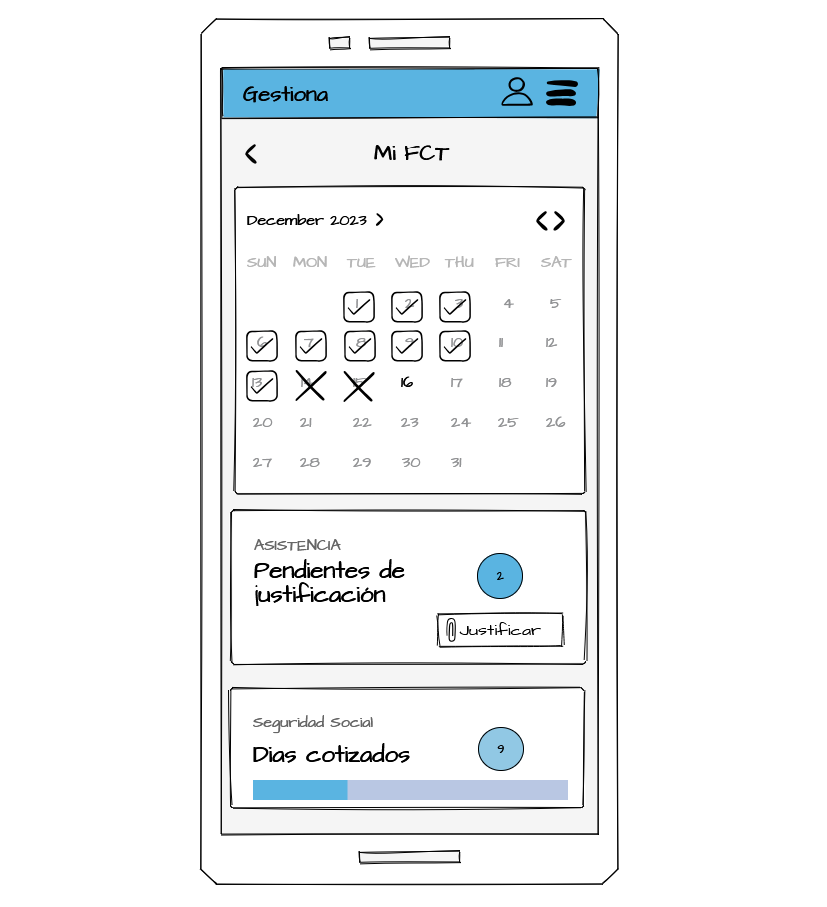 Gestiona
Mi FCT
December 2023
SUN MON TUE WED THU FRI SAT
1 2 3 4 5
6 7 8 9 10 11 12
13 14 15 16 17 18 19
20 21 22 23 24 25 26
27 28 29 30 31
ASISTENCIA
Pendientes de
justificación
2
Justificar
Seguridad Social
Dias cotizados
9